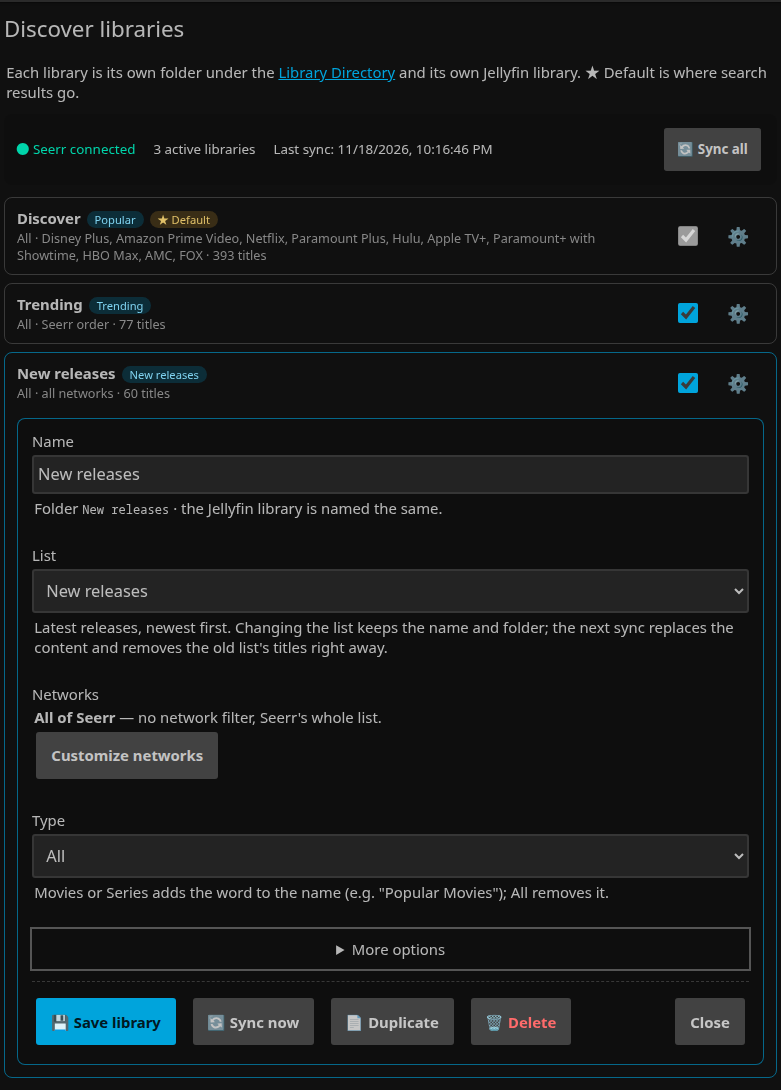 Discover libraries
Each library is its own folder under the Library Directory and its own Jellyfin library. ★ Default is where search
results go.
Seerr connected 3 active libraries Last sync: 11/18/2026, 10:16:46 PM Sync all
Discover Popular ★ Default
All · Disney Plus, Amazon Prime Video, Netflix, Paramount Plus, Hulu, Apple TV+, Paramount+ with
Showtime, HBO Max, AMC, FOX · 393 titles
Trending Trending
All · Seerr order · 77 titles
New releases New releases
All · all networks · 60 titles
Name
New releases
Folder New releases · the Jellyfin library is named the same.
List
New releases
Latest releases, newest first. Changing the list keeps the name and folder; the next sync replaces the
content and removes the old list's titles right away.
Networks
All of Seerr — no network filter, Seerr's whole list.
Customize networks
Type
All
Movies or Series adds the word to the name (e.g. "Popular Movies"); All removes it.
▶ More options
Save library Sync now Duplicate Delete Close